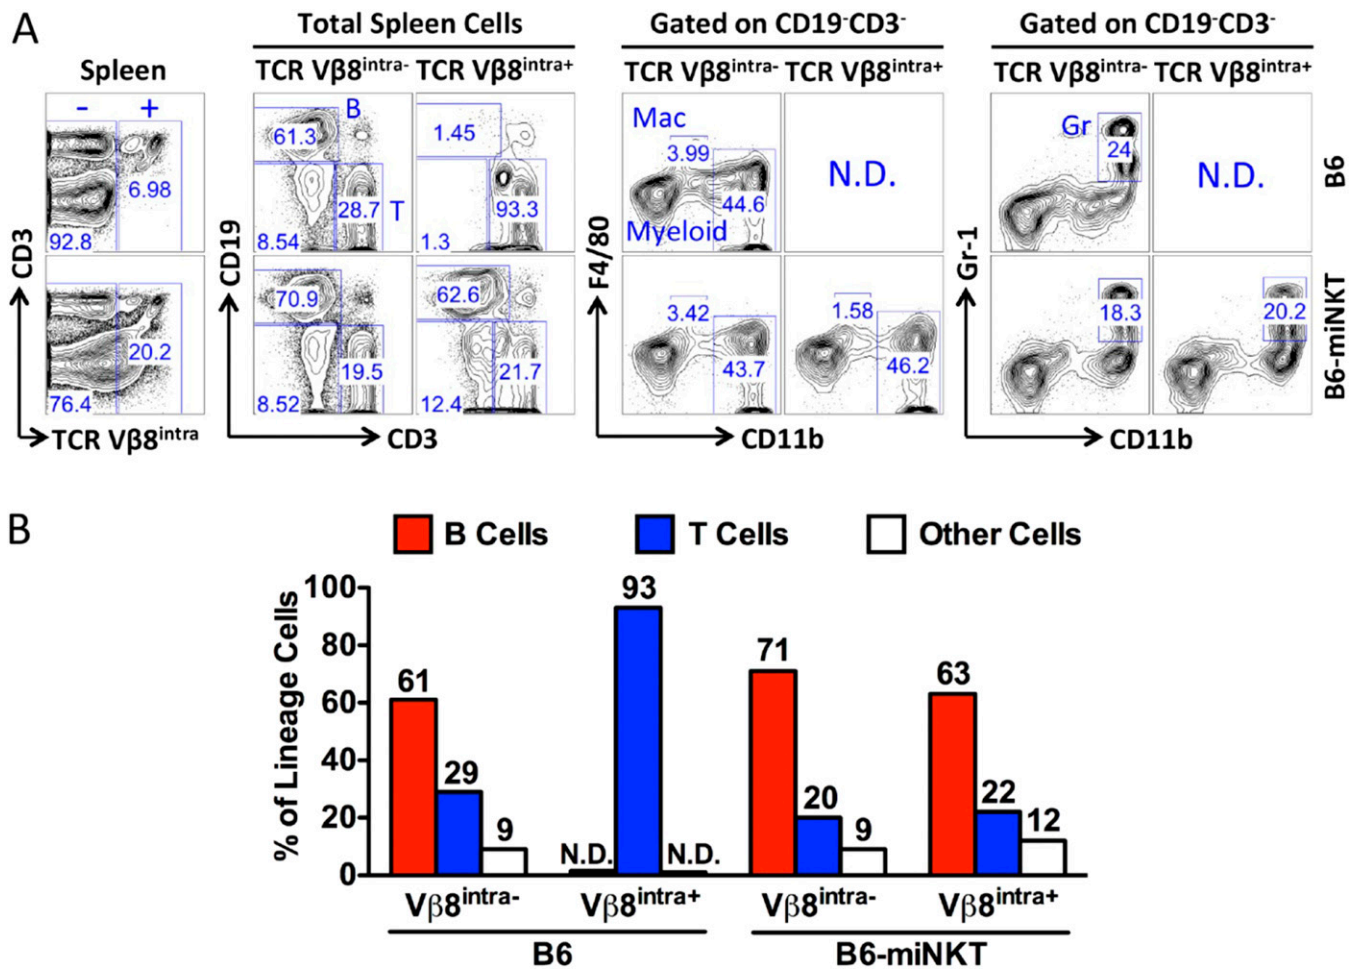 A
Total Spleen Cells
Gated on CD19-CD3-
Gated on CD19-CD3-
Spleen
TCR Vβ8intra-
TCR Vβ8intra+
TCR Vβ8intra-
TCR Vβ8intra+
TCR Vβ8intra-
TCR Vβ8intra+
- +
6.98
92.8
B
61.3
28.7
T
8.54
1.45
93.3
1.3
Mac
3.99
44.6
Myeloid
N.D.
Gr
24
N.D.
B6
CD3
CD19
F4/80
Gr-1
20.2
76.4
70.9
19.5
8.52
62.6
21.7
12.4
3.42
43.7
1.58
46.2
18.3
20.2
B6-miNKT
TCR Vβ8intra
CD3
CD11b
CD11b
B
B Cells
T Cells
Other Cells
% of Lineage Cells
100
80
60
40
20
0
61
29
9
N.D.
93
N.D.
71
20
9
63
22
12
Vβ8intra-
Vβ8intra+
Vβ8intra-
Vβ8intra+
B6
B6-miNKT